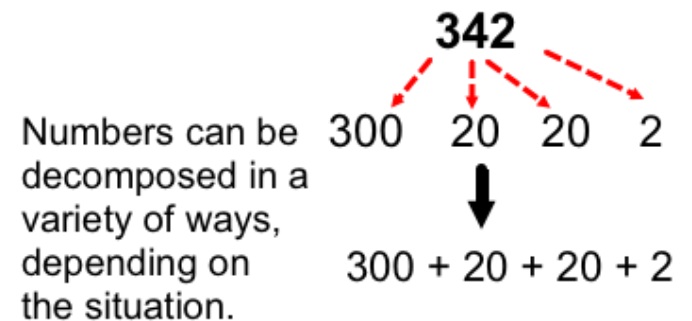 342
300 20 20 2
Numbers can be
decomposed in a
variety of ways,
depending on
the situation.
300 + 20 + 20 + 2